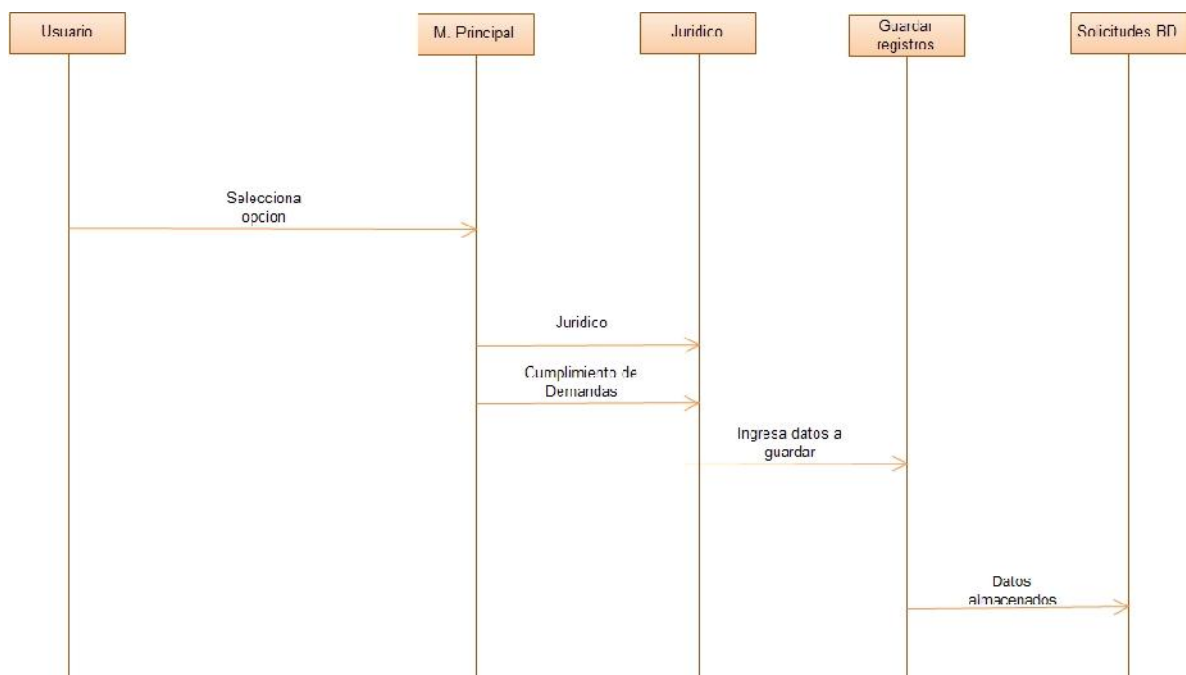 Usuario
M. Principal
Juridico
Guardar
registros
Solicitudes BD
Selecciona
opcion
Juridico
Cumplimiento de
Demandas
Ingresa datos a
guardar
Datos
almacenados